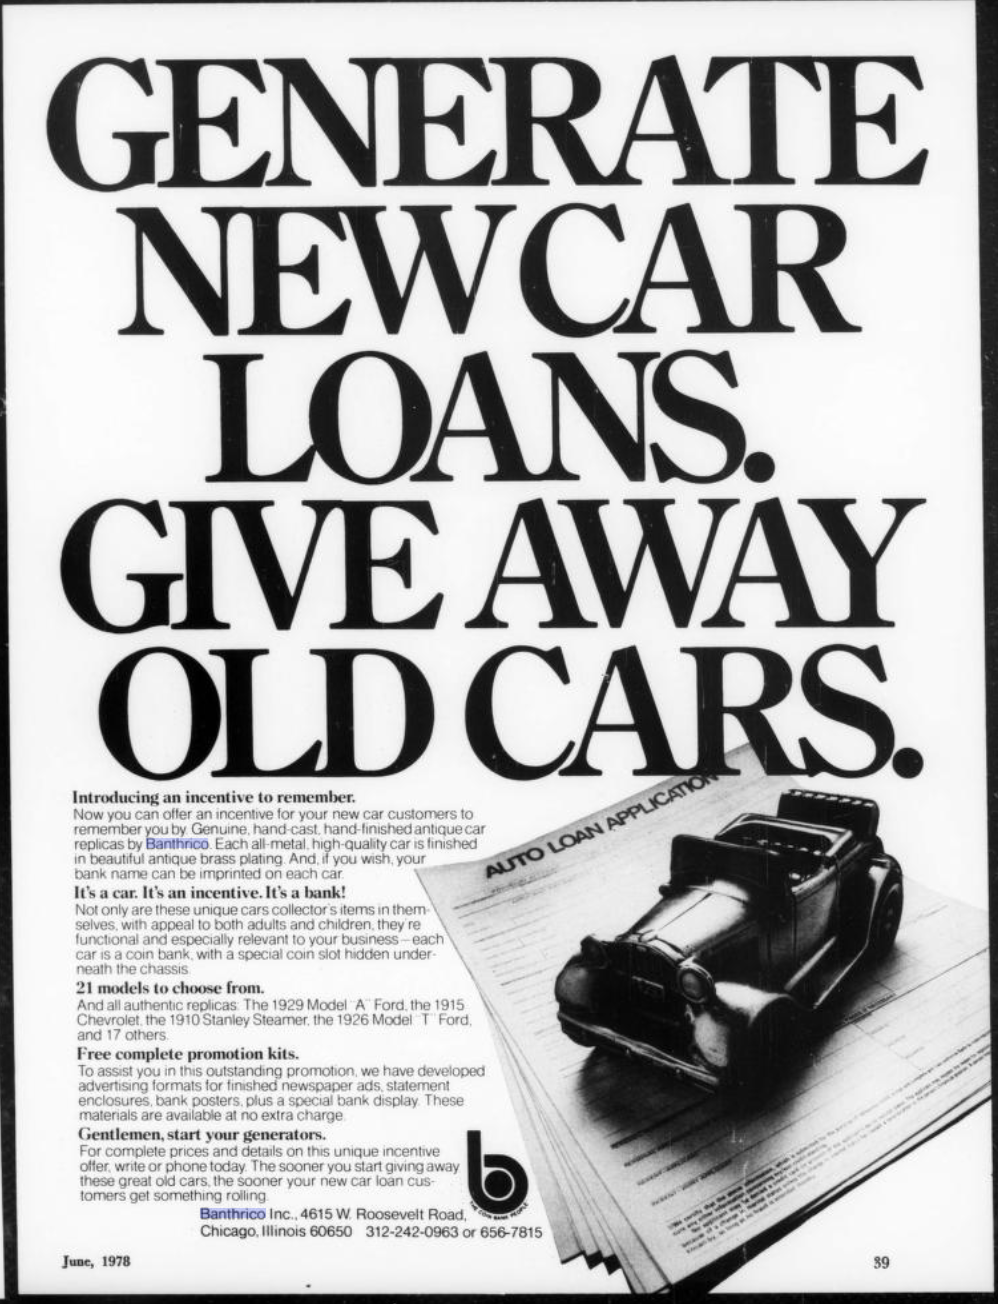 GENERATE
NEW CAR
LOANS.
GIVE AWAY
OLD CARS.
Introducing an incentive to remember.
Now you can offer an incentive for your new car customers to
remember you by. Genuine, hand-cast, hand-finished antique car
replicas by Banthrico. Each all-metal, high-quality car is finished
in beautiful antique brass plating. And, if you wish, your
bank name can be imprinted on each car.
It's a car. It's an incentive. It's a bank!
Not only are these unique cars collector's items in them-
selves, with appeal to both adults and children, they're
functional and especially relevant to your business—each
car is a coin bank, with a special coin slot hidden under-
neath the chassis.
21 models to choose from.
And all authentic replicas: The 1929 Model "A" Ford, the 1915
Chevrolet, the 1910 Stanley Steamer, the 1926 Model "T" Ford,
and 17 others.
Free complete promotion kits.
To assist you in this outstanding promotion, we have developed
advertising formats for finished newspaper ads, statement
enclosures, bank posters, plus a special bank display. These
materials are available at no extra charge.
Gentlemen, start your generators.
For complete prices and details on this unique incentive
offer, write or phone today. The sooner you start giving away
these great old cars, the sooner your new car loan cus-
tomers get something rolling.
Banthrico Inc., 4615 W. Roosevelt Road,
Chicago, Illinois 60650 312-242-0963 or 656-7815
b
THE COIN BANK PEOPLE
AUTO LOAN APPLICATION
June, 1978
39